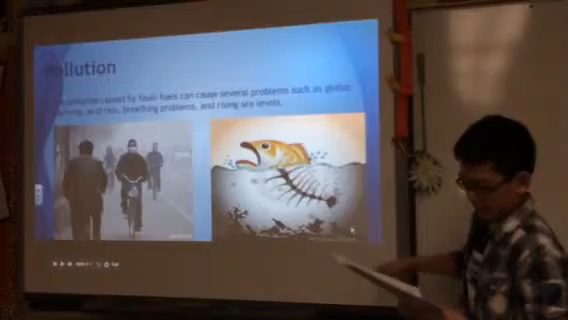 Pollution
pollution caused by fossil fuels can cause several problems such as global
warming, acid rain, breathing problems, and rising sea levels.